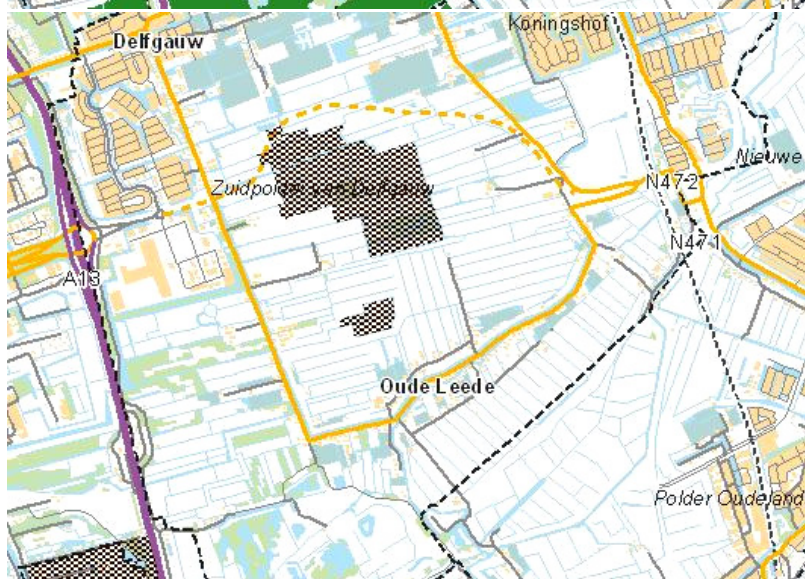 Koningshof
Delfgauw
Nieuwe
Zuidpolder van Delfgauw
N472
N471
A13
Oude Leede
Polder Oudeland